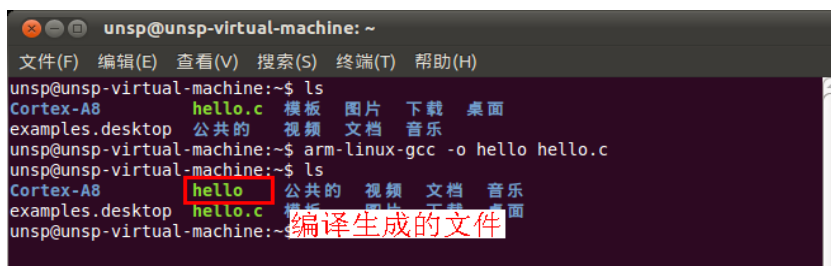 unsp@unsp-virtual-machine: ~
文件(F) 编辑(E) 查看(V) 搜索(S) 终端(T) 帮助(H)
unsp@unsp-virtual-machine:~$ ls
Cortex-A8 hello.c 模板 图片 下载 桌面
examples.desktop 公共的 视频 文档 音乐
unsp@unsp-virtual-machine:~$ arm-linux-gcc -o hello hello.c
unsp@unsp-virtual-machine:~$ ls
Cortex-A8 hello 公共的 视频 文档 音乐
examples.desktop hello.c 模板 图片 下载 桌面
unsp@unsp-virtual-machine:~$
编译生成的文件